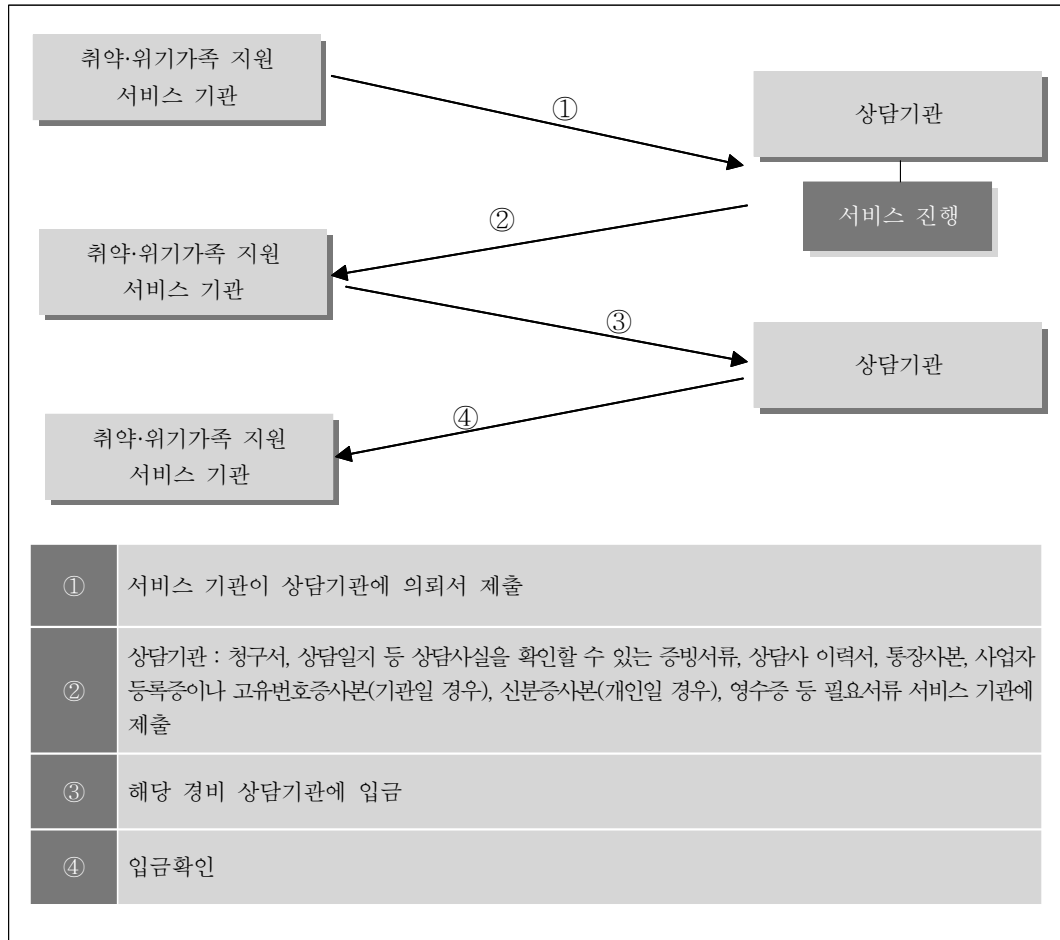 취약·위기가족 지원
서비스 기관
①
상담기관
서비스 진행
②
취약·위기가족 지원
서비스 기관
③
상담기관
④
취약·위기가족 지원
서비스 기관
① 서비스 기관이 상담기관에 의뢰서 제출
② 상담기관 : 청구서, 상담일지 등 상담사실을 확인할 수 있는 증빙서류, 상담사 이력서, 통장사본, 사업자
등록증이나 고유번호증사본(기관일 경우), 신분증사본(개인일 경우), 영수증 등 필요서류 서비스 기관에
제출
③ 해당 경비 상담기관에 입금
④ 입금확인